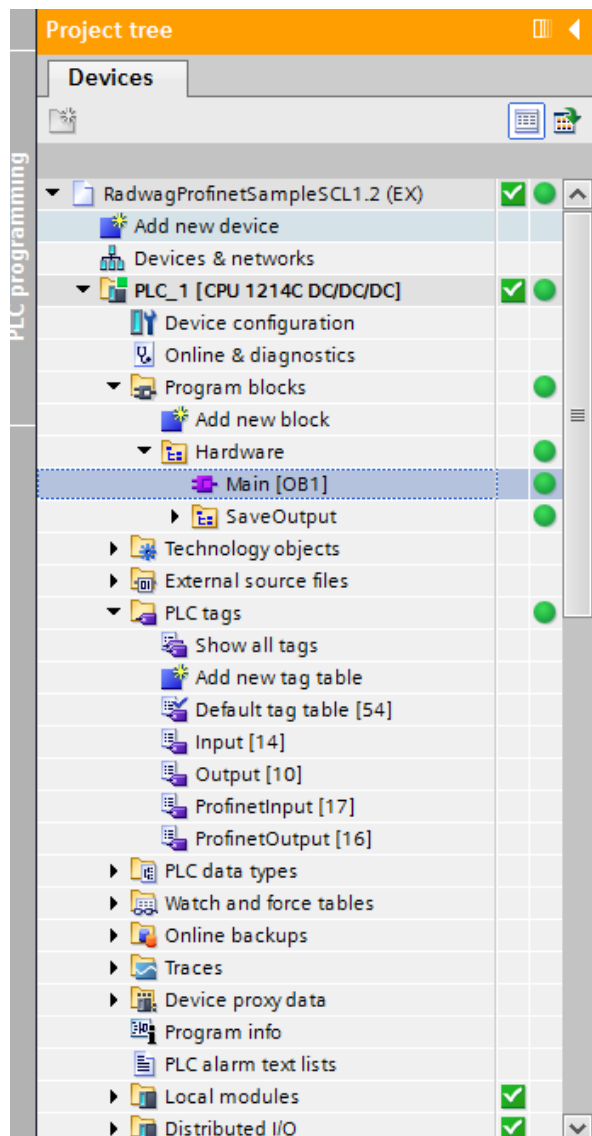 Project tree
Devices
PLC programming
RadwagProfinetSampleSCL1.2 (EX)
Add new device
Devices & networks
PLC_1 [CPU 1214C DC/DC/DC]
Device configuration
Online & diagnostics
Program blocks
Add new block
Hardware
Main [OB1]
SaveOutput
Technology objects
External source files
PLC tags
Show all tags
Add new tag table
Default tag table [54]
Input [14]
Output [10]
ProfinetInput [17]
ProfinetOutput [16]
PLC data types
Watch and force tables
Online backups
Traces
Device proxy data
Program info
PLC alarm text lists
Local modules
Distributed I/O